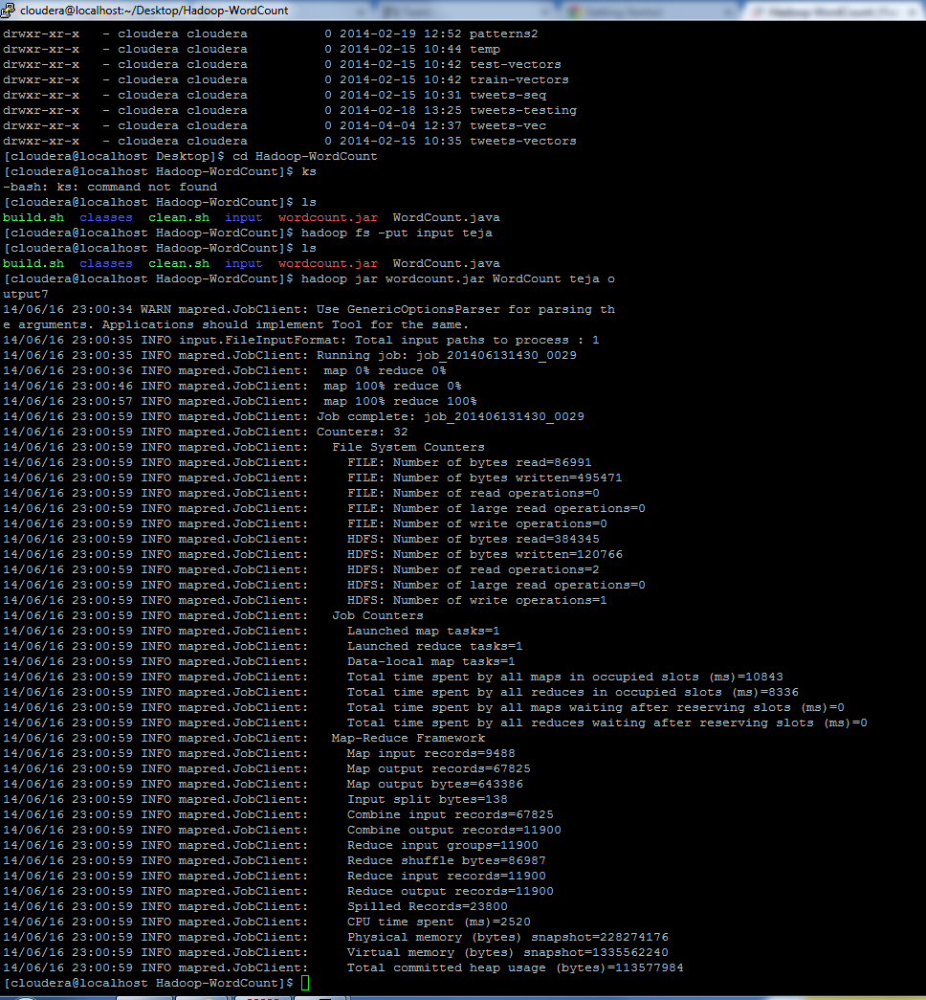 cloudera@localhost:~/Desktop/Hadoop-WordCount
drwxr-xr-x   - cloudera cloudera          0 2014-02-19 12:52 patterns2
drwxr-xr-x   - cloudera cloudera          0 2014-02-15 10:44 temp
drwxr-xr-x   - cloudera cloudera          0 2014-02-15 10:42 test-vectors
drwxr-xr-x   - cloudera cloudera          0 2014-02-15 10:42 train-vectors
drwxr-xr-x   - cloudera cloudera          0 2014-02-15 10:31 tweets-seq
drwxr-xr-x   - cloudera cloudera          0 2014-02-18 13:25 tweets-testing
drwxr-xr-x   - cloudera cloudera          0 2014-04-04 12:37 tweets-vec
drwxr-xr-x   - cloudera cloudera          0 2014-02-15 10:35 tweets-vectors
[cloudera@localhost Desktop]$ cd Hadoop-WordCount
[cloudera@localhost Hadoop-WordCount]$ ks
-bash: ks: command not found
[cloudera@localhost Hadoop-WordCount]$ ls
build.sh  classes  clean.sh  input  wordcount.jar  WordCount.java
[cloudera@localhost Hadoop-WordCount]$ hadoop fs -put input teja
[cloudera@localhost Hadoop-WordCount]$ ls
build.sh  classes  clean.sh  input  wordcount.jar  WordCount.java
[cloudera@localhost Hadoop-WordCount]$ hadoop jar wordcount.jar WordCount teja o
utput7
14/06/16 23:00:34 WARN mapred.JobClient: Use GenericOptionsParser for parsing th
e arguments. Applications should implement Tool for the same.
14/06/16 23:00:35 INFO input.FileInputFormat: Total input paths to process : 1
14/06/16 23:00:35 INFO mapred.JobClient: Running job: job_201406131430_0029
14/06/16 23:00:36 INFO mapred.JobClient:  map 0% reduce 0%
14/06/16 23:00:46 INFO mapred.JobClient:  map 100% reduce 0%
14/06/16 23:00:57 INFO mapred.JobClient:  map 100% reduce 100%
14/06/16 23:00:59 INFO mapred.JobClient: Job complete: job_201406131430_0029
14/06/16 23:00:59 INFO mapred.JobClient: Counters: 32
14/06/16 23:00:59 INFO mapred.JobClient:   File System Counters
14/06/16 23:00:59 INFO mapred.JobClient:     FILE: Number of bytes read=86991
14/06/16 23:00:59 INFO mapred.JobClient:     FILE: Number of bytes written=495471
14/06/16 23:00:59 INFO mapred.JobClient:     FILE: Number of read operations=0
14/06/16 23:00:59 INFO mapred.JobClient:     FILE: Number of large read operations=0
14/06/16 23:00:59 INFO mapred.JobClient:     FILE: Number of write operations=0
14/06/16 23:00:59 INFO mapred.JobClient:     HDFS: Number of bytes read=384345
14/06/16 23:00:59 INFO mapred.JobClient:     HDFS: Number of bytes written=120766
14/06/16 23:00:59 INFO mapred.JobClient:     HDFS: Number of read operations=2
14/06/16 23:00:59 INFO mapred.JobClient:     HDFS: Number of large read operations=0
14/06/16 23:00:59 INFO mapred.JobClient:     HDFS: Number of write operations=1
14/06/16 23:00:59 INFO mapred.JobClient:   Job Counters
14/06/16 23:00:59 INFO mapred.JobClient:     Launched map tasks=1
14/06/16 23:00:59 INFO mapred.JobClient:     Launched reduce tasks=1
14/06/16 23:00:59 INFO mapred.JobClient:     Data-local map tasks=1
14/06/16 23:00:59 INFO mapred.JobClient:     Total time spent by all maps in occupied slots (ms)=10843
14/06/16 23:00:59 INFO mapred.JobClient:     Total time spent by all reduces in occupied slots (ms)=8336
14/06/16 23:00:59 INFO mapred.JobClient:     Total time spent by all maps waiting after reserving slots (ms)=0
14/06/16 23:00:59 INFO mapred.JobClient:     Total time spent by all reduces waiting after reserving slots (ms)=0
14/06/16 23:00:59 INFO mapred.JobClient:   Map-Reduce Framework
14/06/16 23:00:59 INFO mapred.JobClient:     Map input records=9488
14/06/16 23:00:59 INFO mapred.JobClient:     Map output records=67825
14/06/16 23:00:59 INFO mapred.JobClient:     Map output bytes=643386
14/06/16 23:00:59 INFO mapred.JobClient:     Input split bytes=138
14/06/16 23:00:59 INFO mapred.JobClient:     Combine input records=67825
14/06/16 23:00:59 INFO mapred.JobClient:     Combine output records=11900
14/06/16 23:00:59 INFO mapred.JobClient:     Reduce input groups=11900
14/06/16 23:00:59 INFO mapred.JobClient:     Reduce shuffle bytes=86987
14/06/16 23:00:59 INFO mapred.JobClient:     Reduce input records=11900
14/06/16 23:00:59 INFO mapred.JobClient:     Reduce output records=11900
14/06/16 23:00:59 INFO mapred.JobClient:     Spilled Records=23800
14/06/16 23:00:59 INFO mapred.JobClient:     CPU time spent (ms)=2520
14/06/16 23:00:59 INFO mapred.JobClient:     Physical memory (bytes) snapshot=228274176
14/06/16 23:00:59 INFO mapred.JobClient:     Virtual memory (bytes) snapshot=1335562240
14/06/16 23:00:59 INFO mapred.JobClient:     Total committed heap usage (bytes)=113577984
[cloudera@localhost Hadoop-WordCount]$